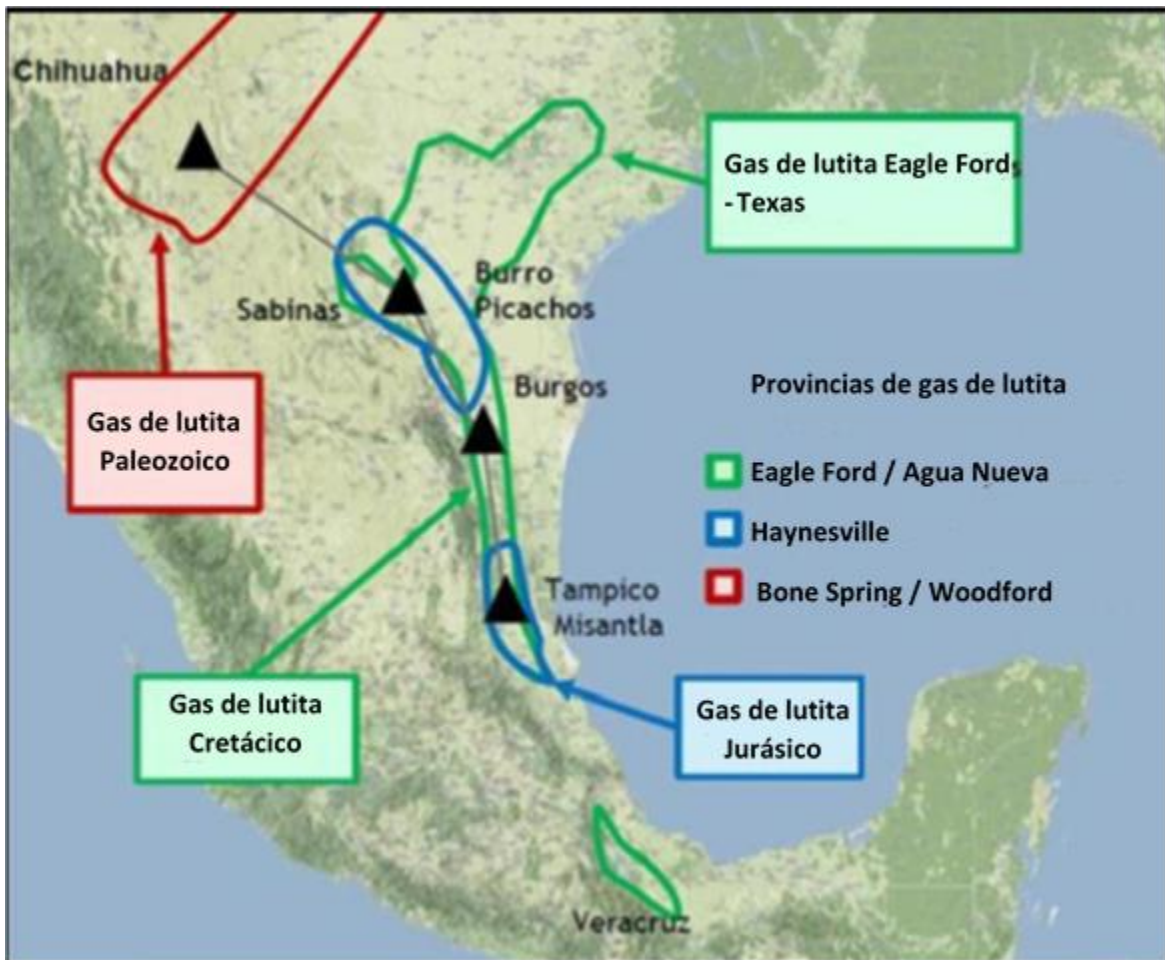 Chihuahua
Gas de lutita Eagle Fords
- Texas
Burro
Picachos
Sabinas
Burgos
Provincias de gas de lutita
Gas de lutita
Paleozoico
Eagle Ford / Agua Nueva
Haynesville
Bone Spring / Woodford
Tampico
Misantla
Gas de lutita
Cretácico
Gas de lutita
Jurásico
Veracruz